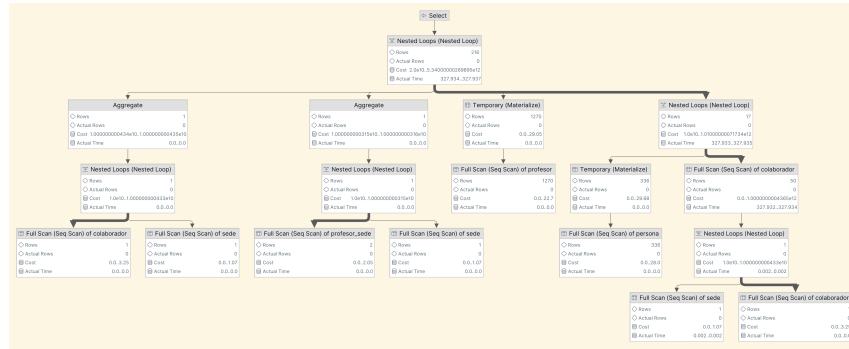 Select
Nested Loops (Nested Loop)
Rows 216
Actual Rows 0
Cost 2.0e10..5.34000000269895e12
Actual Time 327.934..327.937
Aggregate
Rows 1
Actual Rows 0
Cost 1.000000000434e10..1.000000000435e10
Actual Time 0.0..0.0
Aggregate
Rows 1
Actual Rows 0
Cost 1.000000000315e10..1.000000000316e10
Actual Time 0.0..0.0
Temporary (Materialize)
Rows 1270
Actual Rows 0
Cost 0.0..29.05
Actual Time 0.0..0.0
Nested Loops (Nested Loop)
Rows 17
Actual Rows 0
Cost 1.0e10..1.01000000071734e12
Actual Time 327.933..327.935
Nested Loops (Nested Loop)
Rows 1
Actual Rows 0
Cost 1.0e10..1.000000000433e10
Actual Time 0.0..0.0
Nested Loops (Nested Loop)
Rows 1
Actual Rows 0
Cost 1.0e10..1.000000000315e10
Actual Time 0.0..0.0
Full Scan (Seq Scan) of profesor
Rows 1270
Actual Rows 0
Cost 0.0..22.7
Actual Time 0.0..0.0
Temporary (Materialize)
Rows 336
Actual Rows 0
Cost 0.0..29.68
Actual Time 0.0..0.0
Full Scan (Seq Scan) of colaborador
Rows 50
Actual Rows 0
Cost 0.0..1.00000000004365e12
Actual Time 327.932..327.934
Full Scan (Seq Scan) of colaborador
Rows 1
Actual Rows 0
Cost 0.0..3.25
Actual Time 0.0..0.0
Full Scan (Seq Scan) of sede
Rows 1
Actual Rows 0
Cost 0.0..1.07
Actual Time 0.0..0.0
Full Scan (Seq Scan) of profesor_sede
Rows 2
Actual Rows 0
Cost 0.0..2.05
Actual Time 0.0..0.0
Full Scan (Seq Scan) of sede
Rows 1
Actual Rows 0
Cost 0.0..1.07
Actual Time 0.0..0.0
Full Scan (Seq Scan) of persona
Rows 336
Actual Rows 0
Cost 0.0..28.0
Actual Time 0.0..0.0
Nested Loops (Nested Loop)
Rows 1
Actual Rows 0
Cost 1.0e10..1.000000000433e10
Actual Time 0.002..0.002
Full Scan (Seq Scan) of sede
Rows 1
Actual Rows 0
Cost 0.0..1.07
Actual Time 0.002..0.002
Full Scan (Seq Scan) of colaborador
Rows
Actual Rows
Cost 0.0..3.25
Actual Time